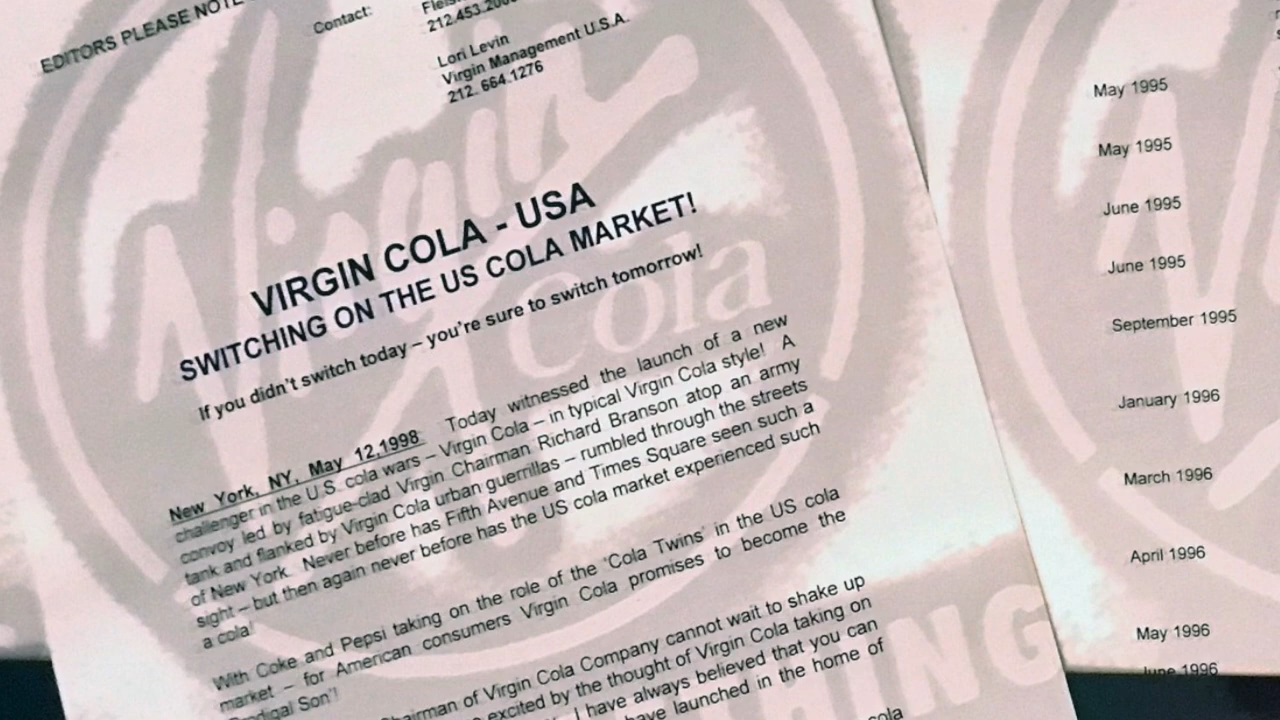 EDITORS PLEASE NOTE
Contact:
212.453.
Lori Levin
Virgin Management U.S.A.
212. 664.1276
Virgin
Cola
VIRGIN COLA - USA
SWITCHING ON THE US COLA MARKET!
If you didn't switch today – you're sure to switch tomorrow!
New York, NY, May 12,1998 Today witnessed the launch of a new
challenger in the U.S. cola wars – Virgin Cola – in typical Virgin Cola style! A
convoy led by fatigue-clad Virgin Chairman Richard Branson atop an army
tank and flanked by Virgin Cola urban guerrillas – rumbled through the streets
of New York. Never before has Fifth Avenue and Times Square seen such a
sight – but then again never before has the US cola market experienced such
a cola!
With Coke and Pepsi taking on the role of the 'Cola Twins' in the US cola
market – for American consumers Virgin Cola promises to become the
Prodigal Son'!
Chairman of Virgin Cola Company cannot wait to shake up
excited by the thought of Virgin Cola taking on
I have always believed that you can
have launched in the home of
cola
May 1995
May 1995
June 1995
June 1995
September 1995
January 1996
March 1996
April 1996
May 1996
June 1996